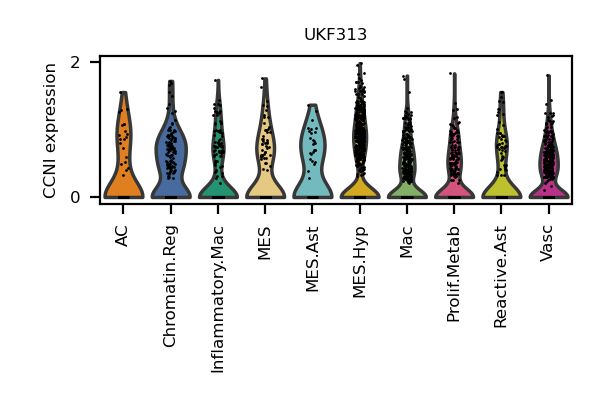 UKF313
CCNI expression
2
0
AC
Chromatin.Reg
Inflammatory.Mac
MES
MES.Ast
MES.Hyp
Mac
Prolif.Metab
Reactive.Ast
Vasc